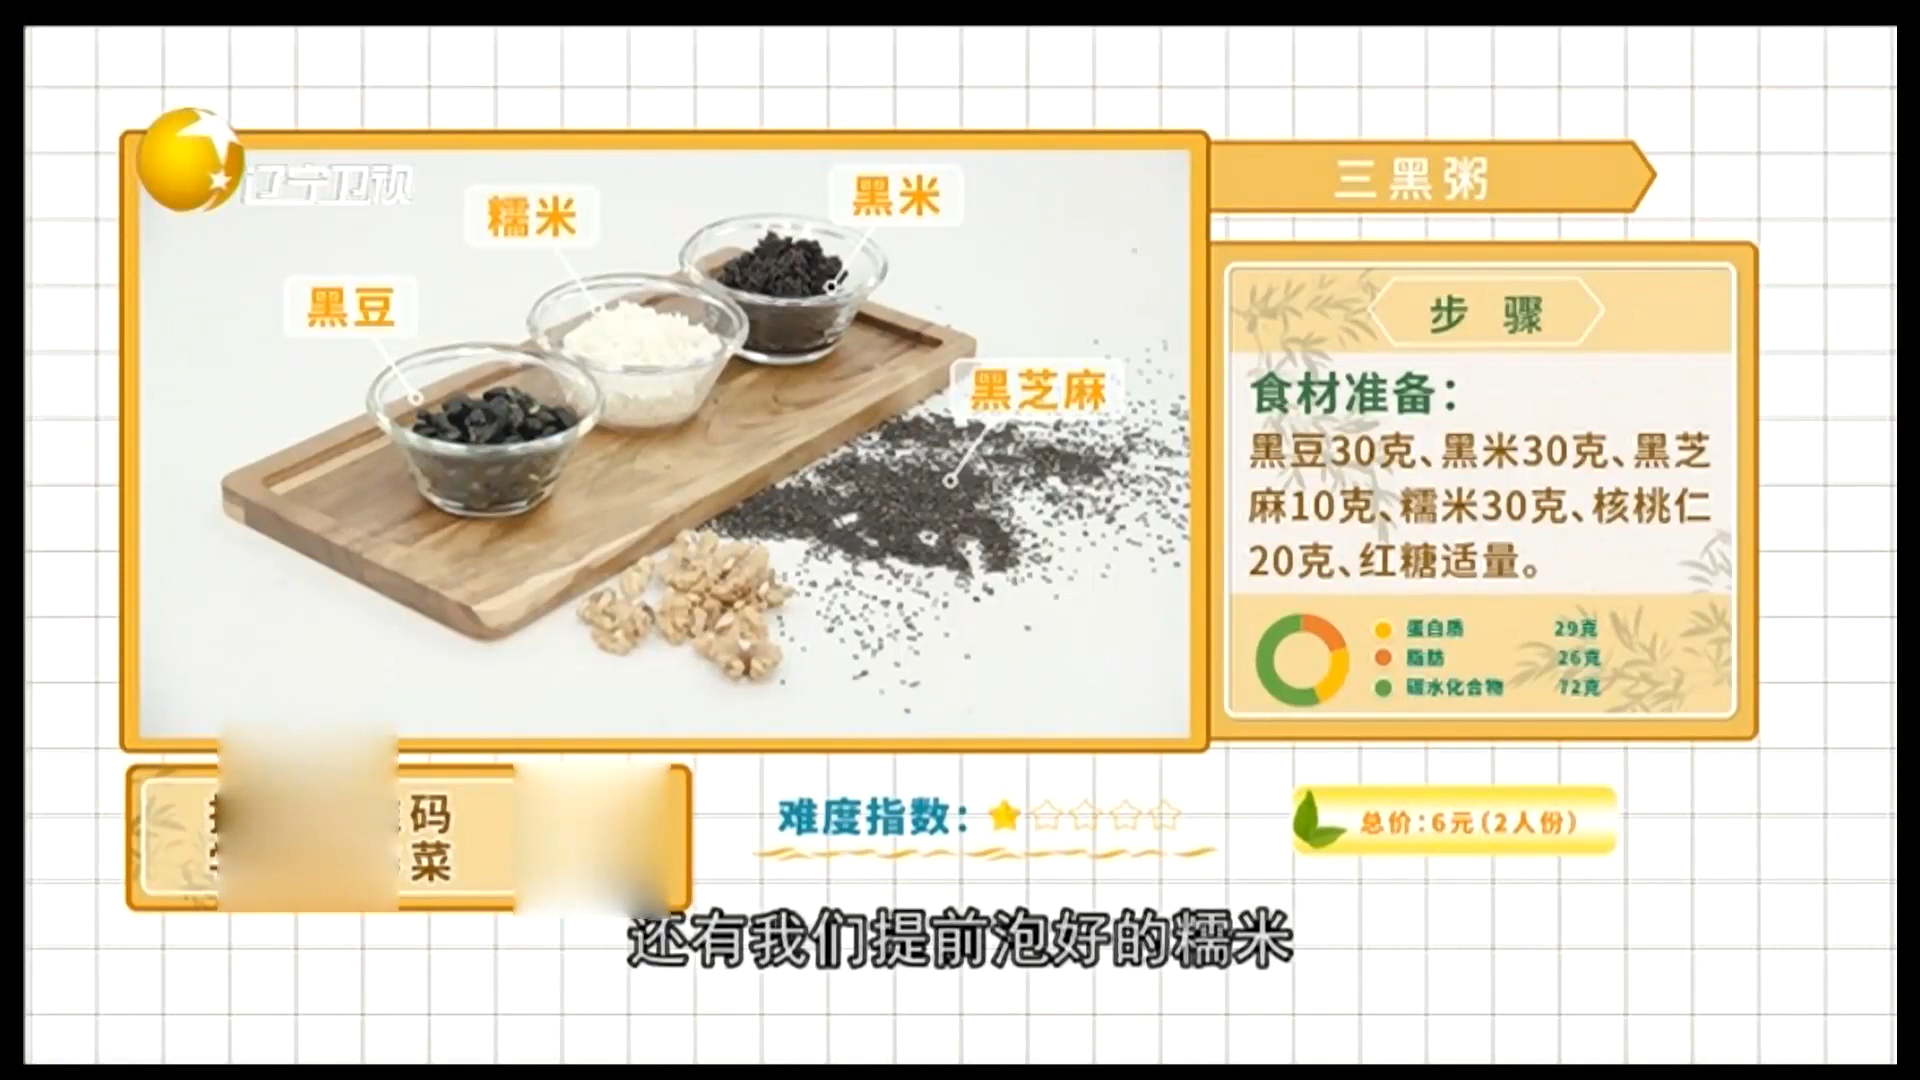 辽宁卫视
糯米
黑米
黑豆
黑芝麻
三黑粥
步骤
食材准备：
黑豆30克、黑米30克、黑芝
麻10克、糯米30克、核桃仁
20克、红糖适量。
蛋白质 29克
脂肪 26克
碳水化合物 72克
码
菜
难度指数：
总价：6元（2人份）
还有我们提前泡好的糯米